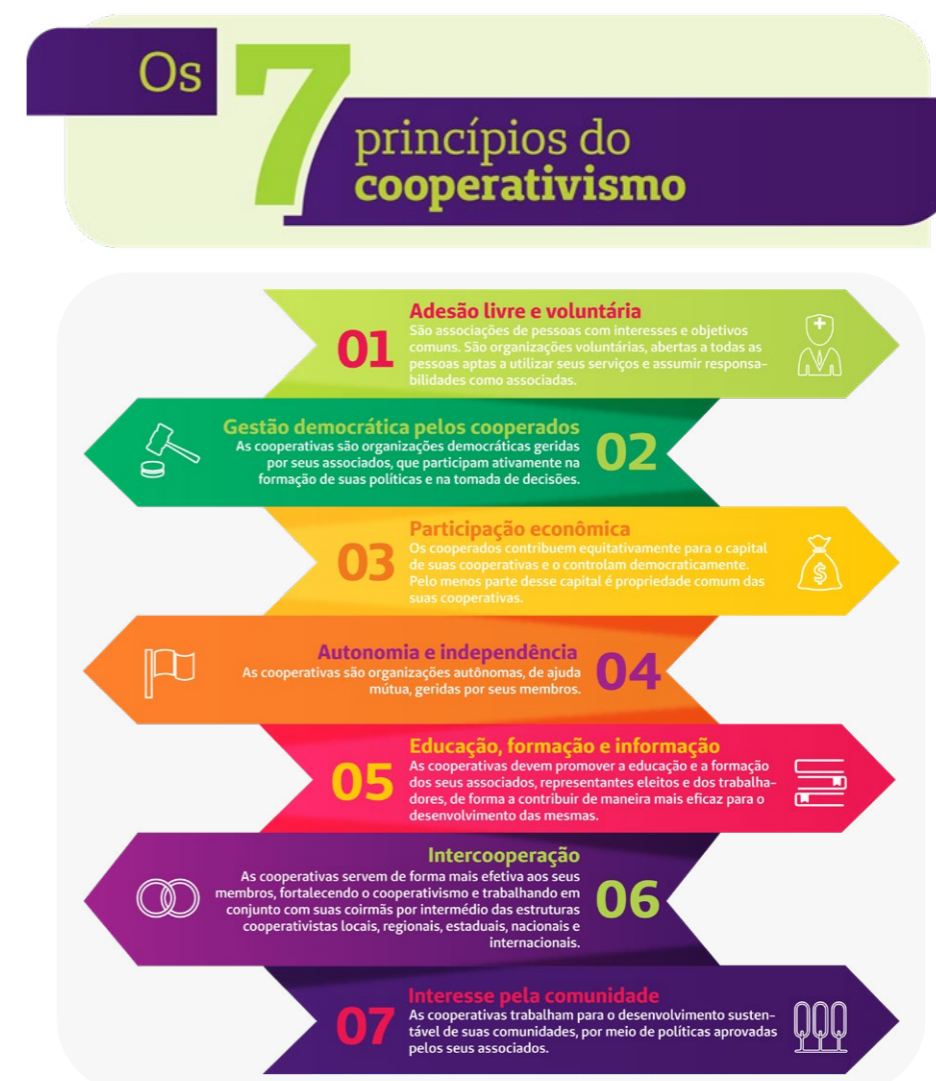 Os 7
princípios do
cooperativismo
01
Adesão livre e voluntária
São associações de pessoas com interesses e objetivos
comuns. São organizações voluntárias, abertas a todas as
pessoas aptas a utilizar seus serviços e assumir responsa-
bilidades como associadas.
Gestão democrática pelos cooperados
As cooperativas são organizações democráticas geridas
por seus associados, que participam ativamente na
formação de suas políticas e na tomada de decisões.
02
03
Participação econômica
Os cooperados contribuem equitativamente para o capital
de suas cooperativas e o controlam democraticamente.
Pelo menos parte desse capital é propriedade comum das
suas cooperativas.
$
Autonomia e independência
As cooperativas são organizações autônomas, de ajuda
mútua, geridas por seus membros.
04
05
Educação, formação e informação
As cooperativas devem promover a educação e a formação
dos seus associados, representantes eleitos e dos trabalha-
dores, de forma a contribuir de maneira mais eficaz para o
desenvolvimento das mesmas.
Intercooperação
As cooperativas servem de forma mais efetiva aos seus
membros, fortalecendo o cooperativismo e trabalhando em
conjunto com suas coirmãs por intermédio das estruturas
cooperativistas locais, regionais, estaduais, nacionais e
internacionais.
06
07
Interesse pela comunidade
As cooperativas trabalham para o desenvolvimento susten-
tável de suas comunidades, por meio de políticas aprovadas
pelos seus associados.